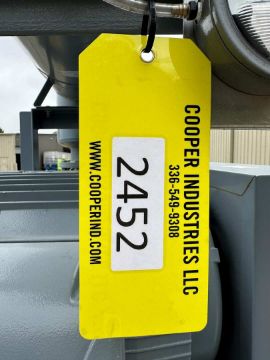 COOPER INDUSTRIES LLC
336-549-9308
2452
WWW.COOPERIND.COM